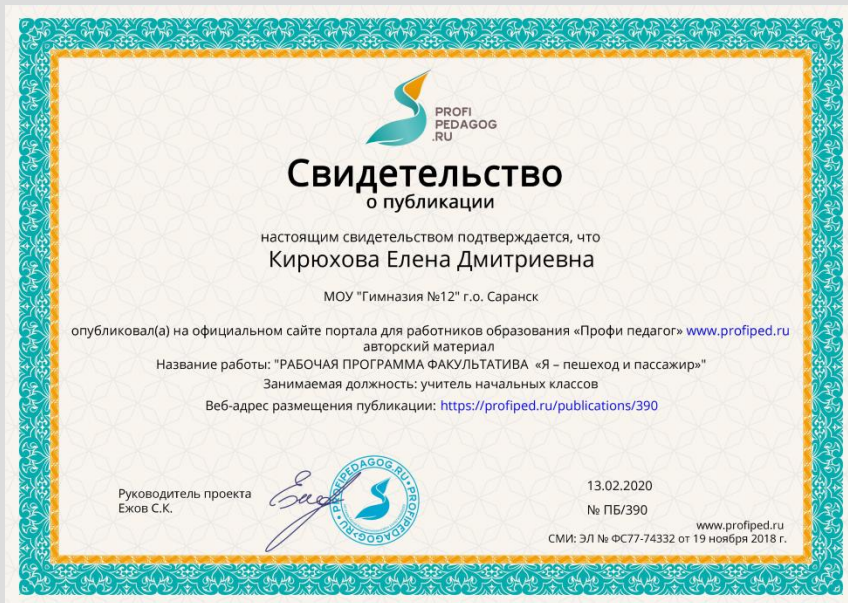 PROFI
PEDAGOG
.RU
Свидетельство
о публикации
настоящим свидетельством подтверждается, что
Кирюхова Елена Дмитриевна
МОУ "Гимназия №12" г.о. Саранск
опубликовал(а) на официальном сайте портала для работников образования «Профи педагог» www.profiped.ru
авторский материал
Название работы: "РАБОЧАЯ ПРОГРАММА ФАКУЛЬТАТИВА «Я – пешеход и пассажир»"
Занимаемая должность: учитель начальных классов
Веб-адрес размещения публикации: https://profiped.ru/publications/390
Руководитель проекта
Ежов С.К.
PROFIPEDAGOG.RU • PROFIPEDAGOG.RU •
13.02.2020
№ ПБ/390
www.profiped.ru
СМИ: ЭЛ № ФС77-74332 от 19 ноября 2018 г.